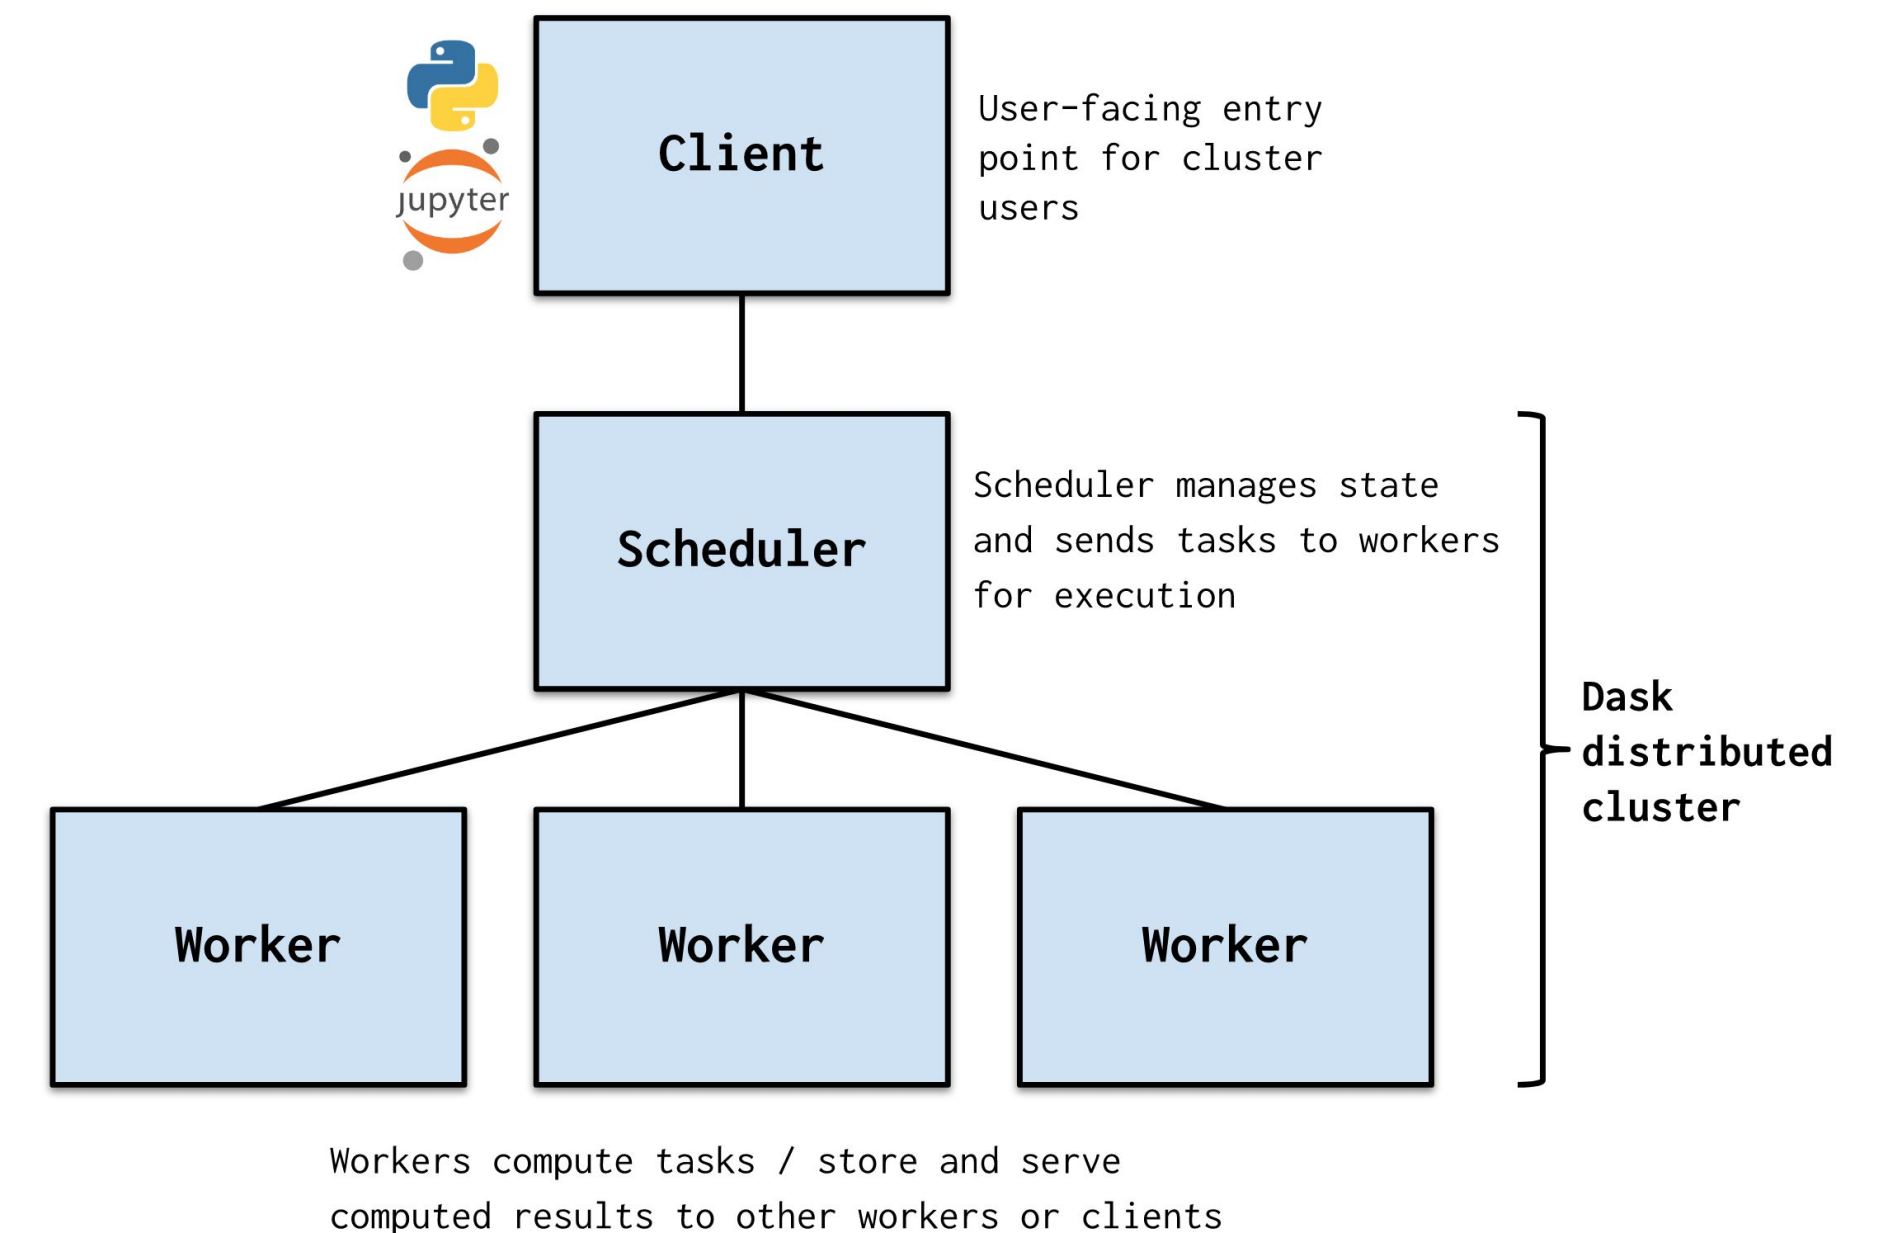 Client
jupyter
User-facing entry
point for cluster
users
Scheduler
Scheduler manages state
and sends tasks to workers
for execution
Dask
distributed
cluster
Worker
Worker
Worker
Workers compute tasks / store and serve
computed results to other workers or clients